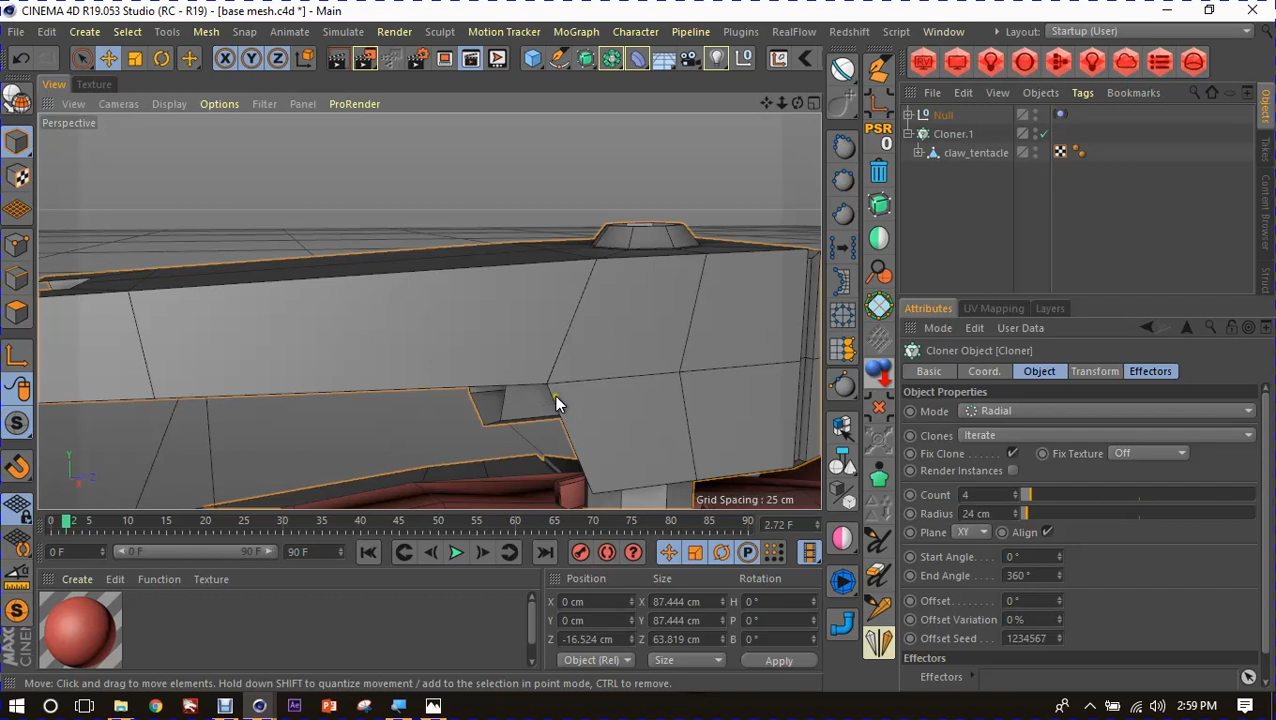 CINEMA 4D R19.053 Studio (RC - R19) - [base mesh.c4d *] - Main
File Edit Create Select Tools Mesh Snap Animate Simulate Render Sculpt Motion Tracker MoGraph Character Pipeline Plugins RealFlow Redshift Script Window Layout: Startup (User)
X Y Z
RVI
PSR
0
View Texture
View Cameras Display Options Filter Panel ProRender
Perspective
Grid Spacing : 25 cm
Y
Z
X
File Edit View Objects Tags Bookmarks
Null
Cloner.1
claw_tentacle
Objects
Takes
Content Browser
Struct
Attributes UV Mapping Layers
Mode Edit User Data
Cloner Object [Cloner]
Basic Coord. Object Transform Effectors
Object Properties
Mode Radial
Clones Iterate
Fix Clone Fix Texture Off
Render Instances
Count 4
Radius 24 cm
Plane XY Align
Start Angle 0 °
End Angle 360 °
Offset 0 °
Offset Variation 0 %
Offset Seed 1234567
Effectors
Effectors
0 2 5 10 15 20 25 30 35 40 45 50 55 60 65 70 75 80 85 90 2.72 F
0 F 0 F 90 F 90 F
Create Edit Function Texture
Position Size Rotation
X 0 cm X 87.444 cm H 0 °
Y 0 cm Y 87.444 cm P 0 °
Z -16.524 cm Z 63.819 cm B 0 °
Object (Rel) Size Apply
Move: Click and drag to move elements. Hold down SHIFT to quantize movement / add to the selection in point mode, CTRL to remove.
2:59 PM